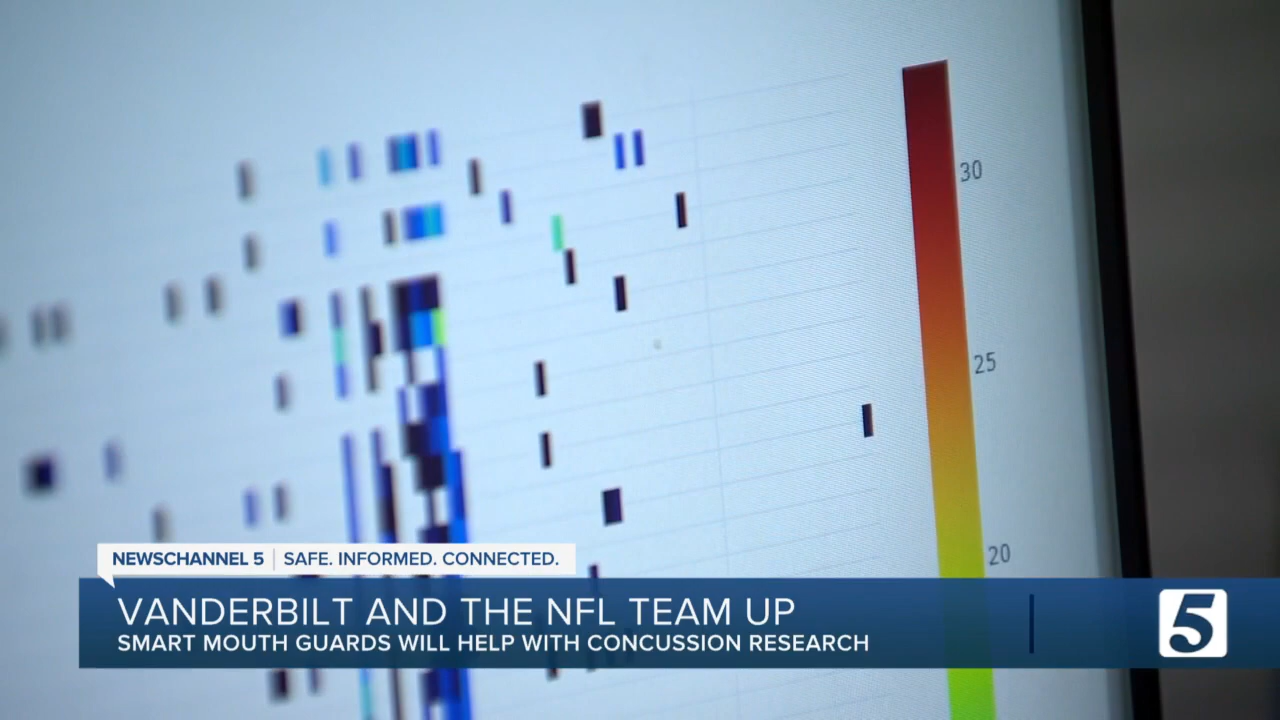 30
25
20
NEWSCHANNEL 5 | SAFE. INFORMED. CONNECTED.
VANDERBILT AND THE NFL TEAM UP
SMART MOUTH GUARDS WILL HELP WITH CONCUSSION RESEARCH
5